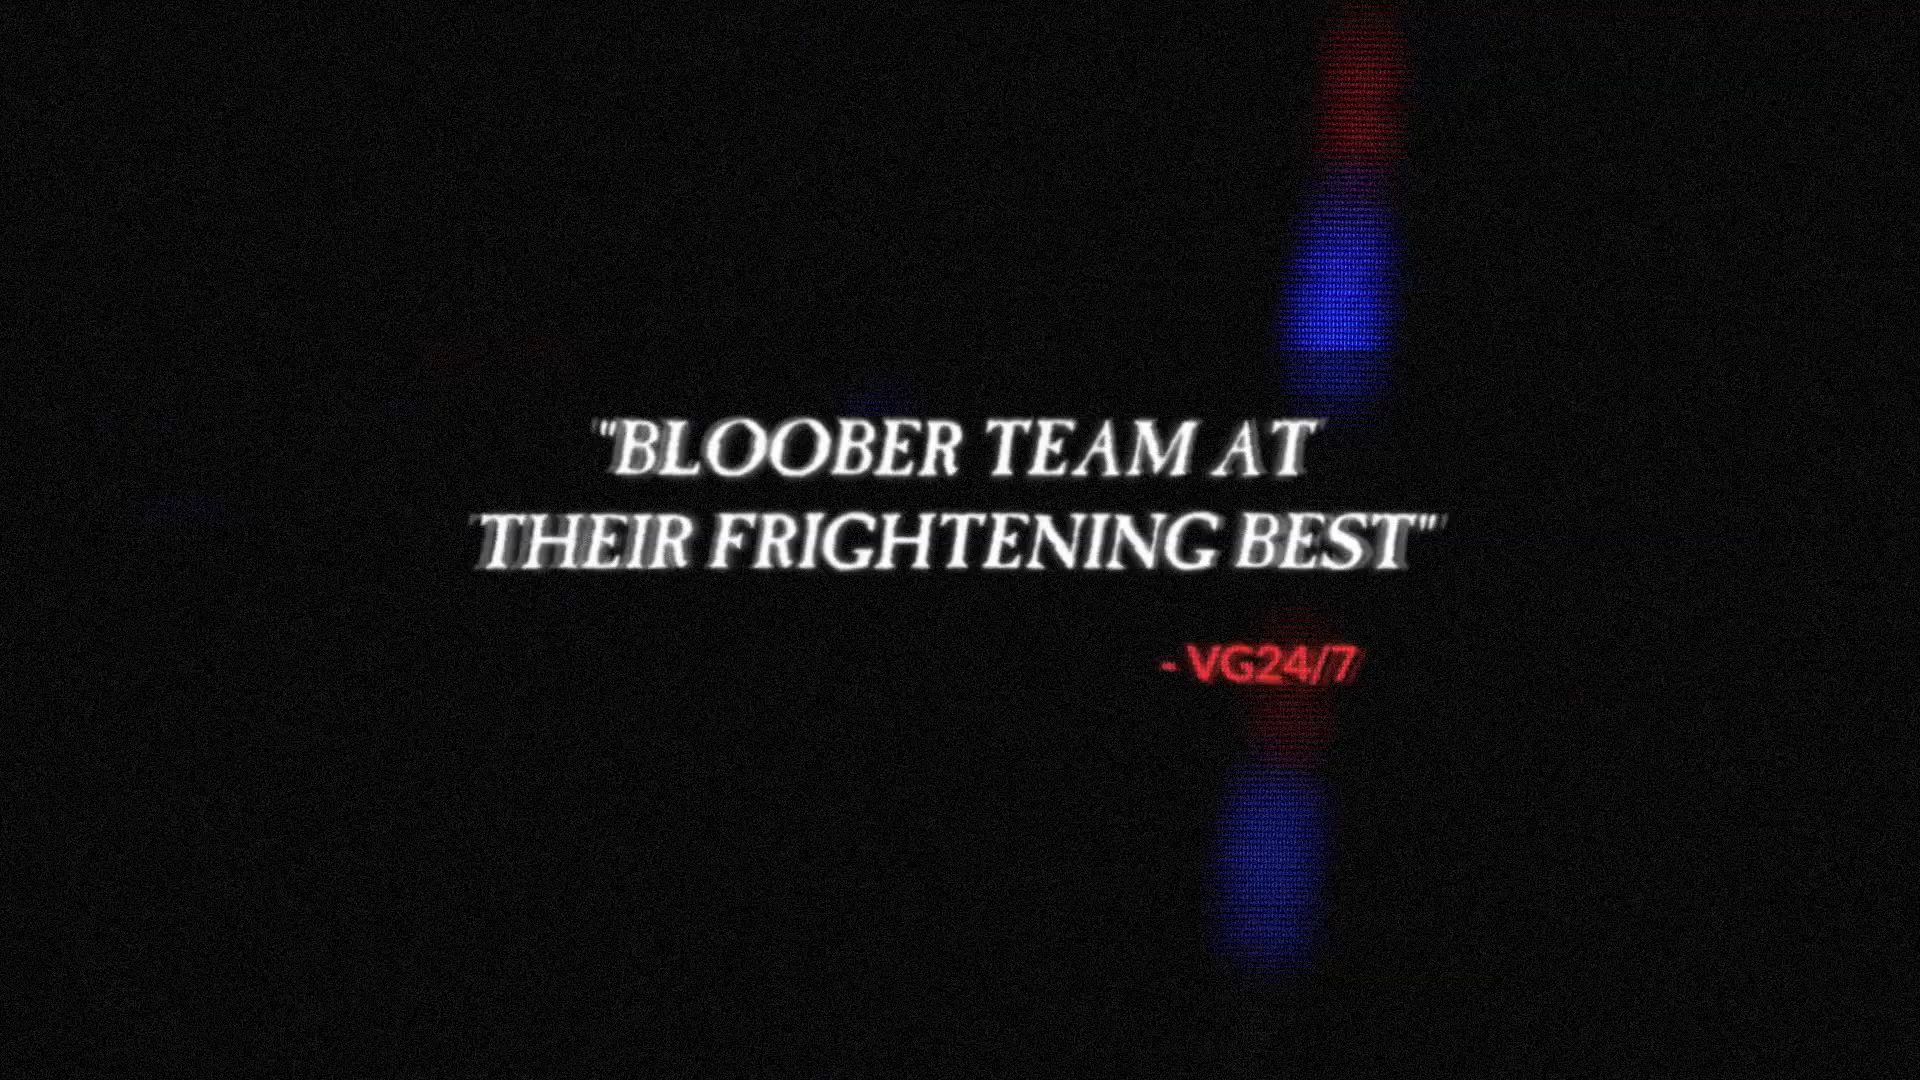 "BLOOBER TEAM AT
THEIR FRIGHTENING BEST"
- VG24/7